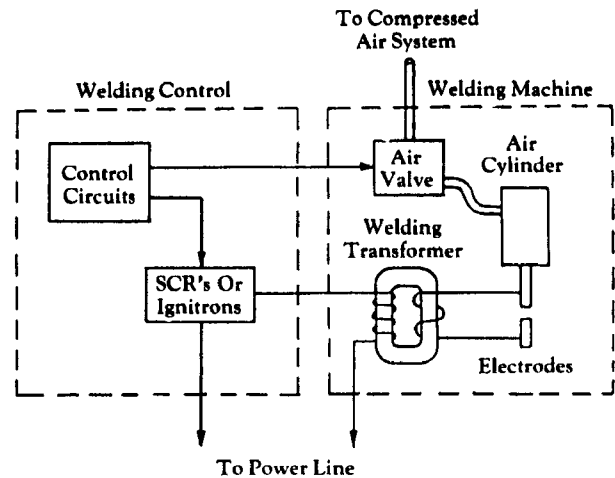 To Compressed
Air System
Welding Control
Welding Machine
Control
Circuits
Air
Valve
Air
Cylinder
Welding
Transformer
SCR's Or
Ignitrons
Electrodes
To Power Line